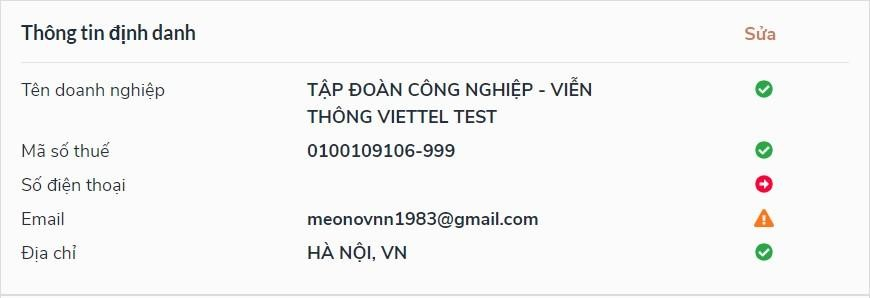 Thông tin định danh Sửa
Tên doanh nghiệp TẬP ĐOÀN CÔNG NGHIỆP - VIỄN
THÔNG VIETTEL TEST
Mã số thuế 0100109106-999
Số điện thoại
Email meonovnn1983@gmail.com
Địa chỉ HÀ NỘI, VN